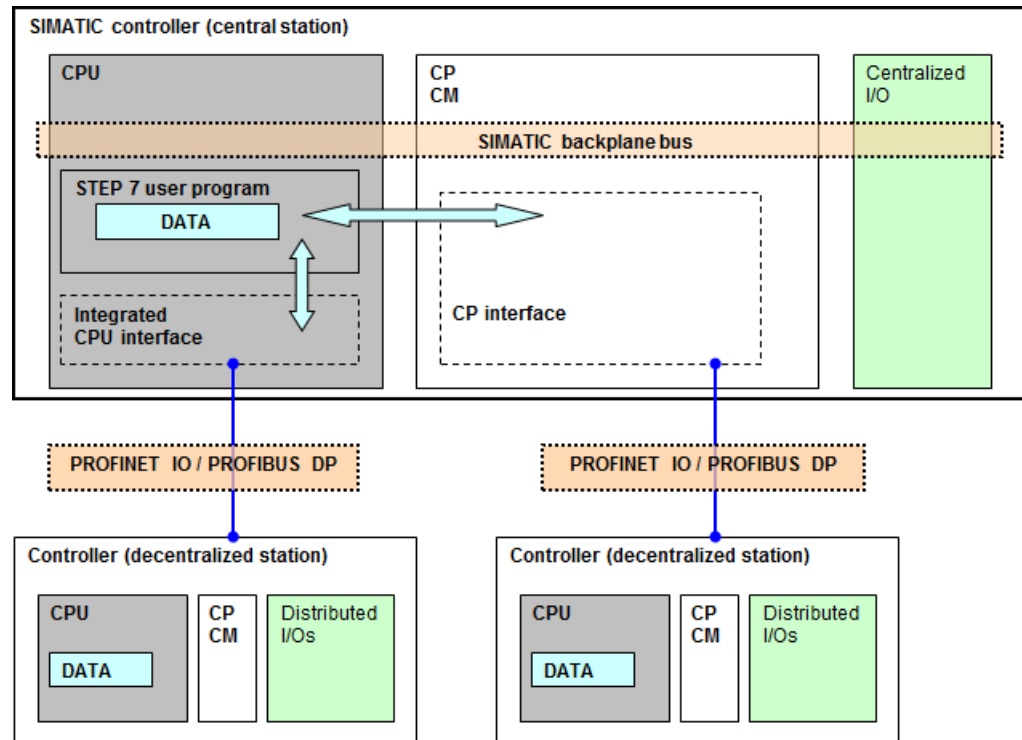 SIMATIC controller (central station)
CPU
CP
CM
Centralized
I/O
SIMATIC backplane bus
STEP 7 user program
DATA
Integrated
CPU interface
CP interface
PROFINET IO / PROFIBUS DP
PROFINET IO / PROFIBUS DP
Controller (decentralized station)
CPU
DATA
CP
CM
Distributed
I/Os
Controller (decentralized station)
CPU
DATA
CP
CM
Distributed
I/Os